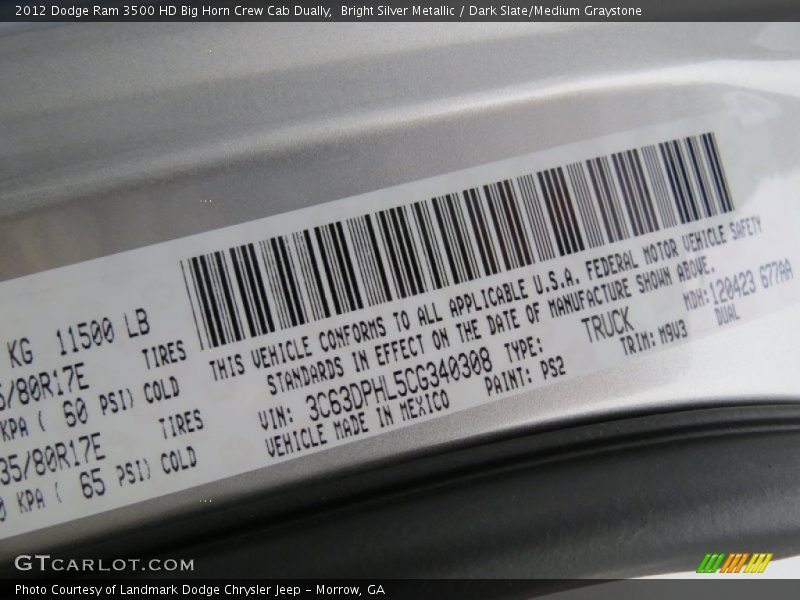 2012 Dodge Ram 3500 HD Big Horn Crew Cab Dually, Bright Silver Metallic / Dark Slate/Medium Graystone
KG 11500 LB
5/80R17E TIRES
KPA ( 60 PSI) COLD
35/80R17E TIRES
0 KPA ( 65 PSI) COLD
THIS VEHICLE CONFORMS TO ALL APPLICABLE U.S.A. FEDERAL MOTOR VEHICLE SAFETY
STANDARDS IN EFFECT ON THE DATE OF MANUFACTURE SHOWN ABOVE.
MDH:120423 677AA
VIN: 3C63DPHL5CG340308 TYPE: TRUCK DUAL
VEHICLE MADE IN MEXICO PAINT: PS2 TRIM: M9V3
GTCARLOT.COM
Photo Courtesy of Landmark Dodge Chrysler Jeep – Morrow, GA